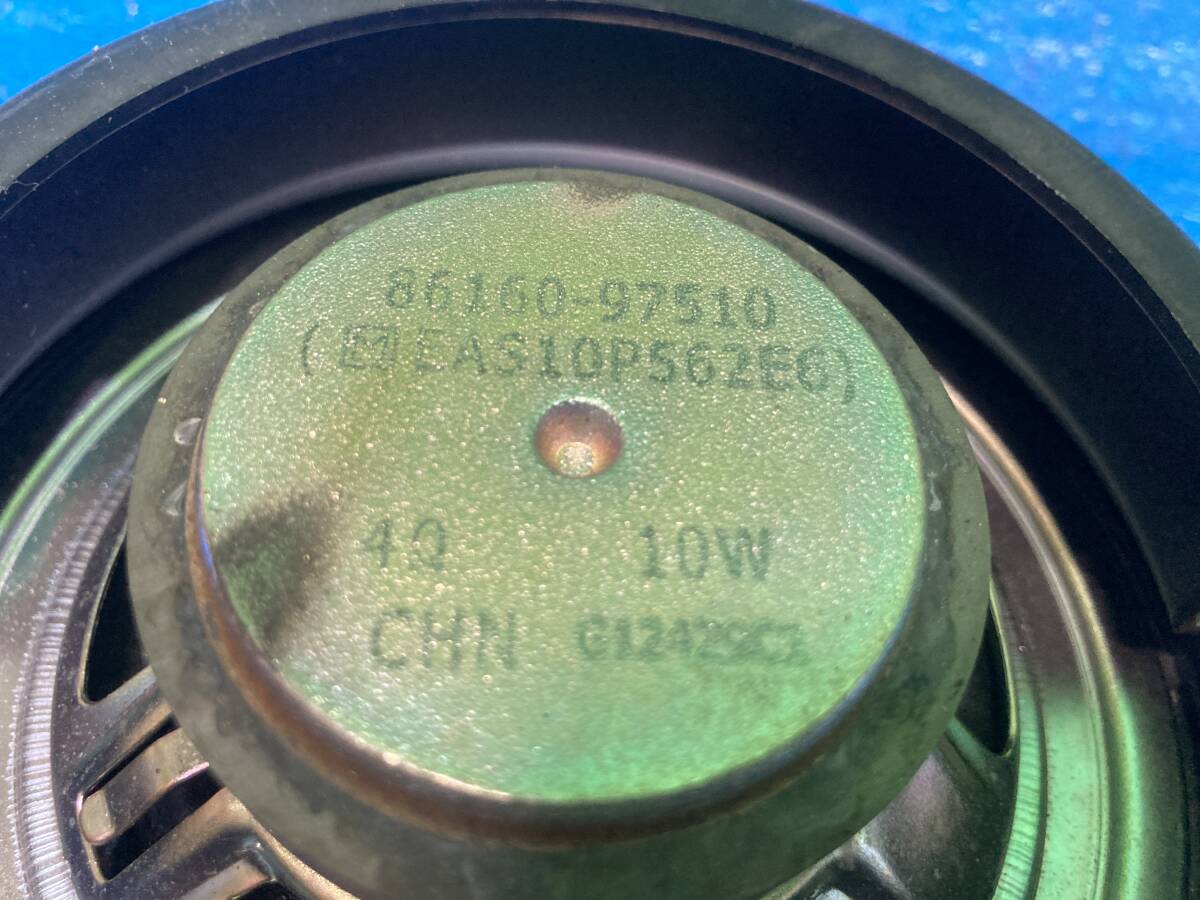 86160-97510
(M EAS10P562E6)
4Ω 10W
CHN